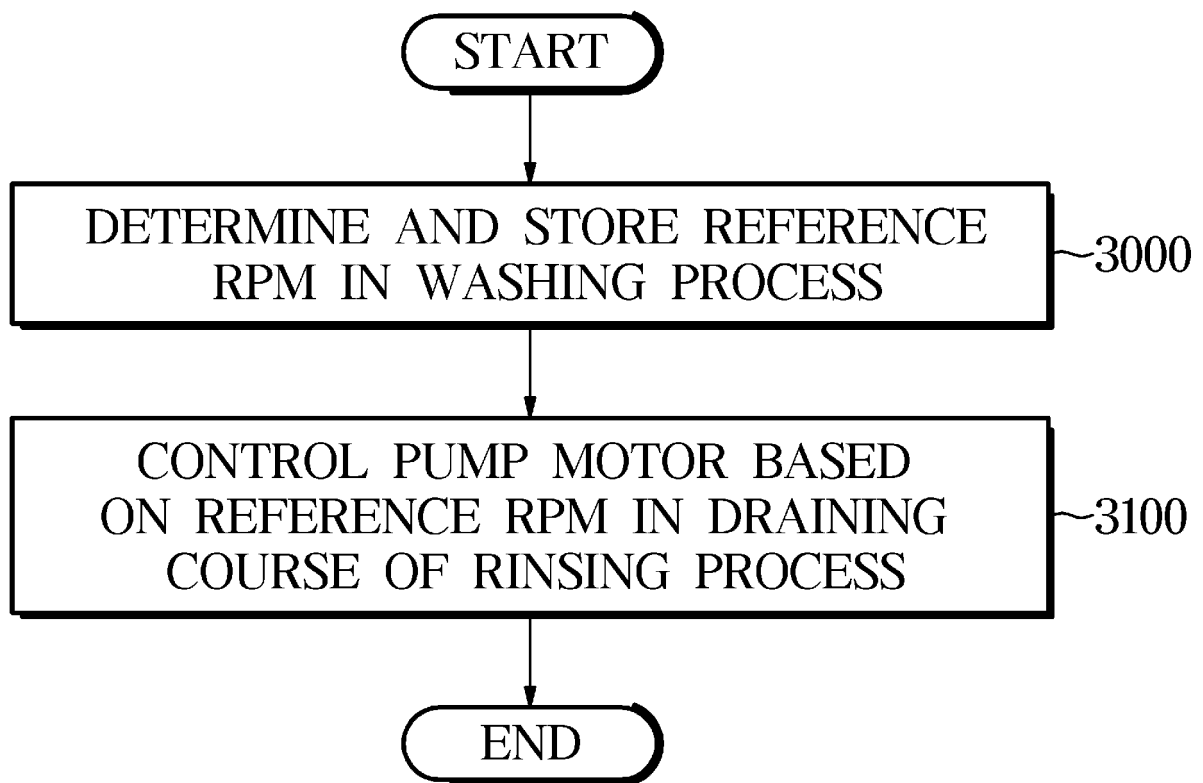 START
DETERMINE AND STORE REFERENCE
RPM IN WASHING PROCESS
3000
CONTROL PUMP MOTOR BASED
ON REFERENCE RPM IN DRAINING
COURSE OF RINSING PROCESS
3100
END